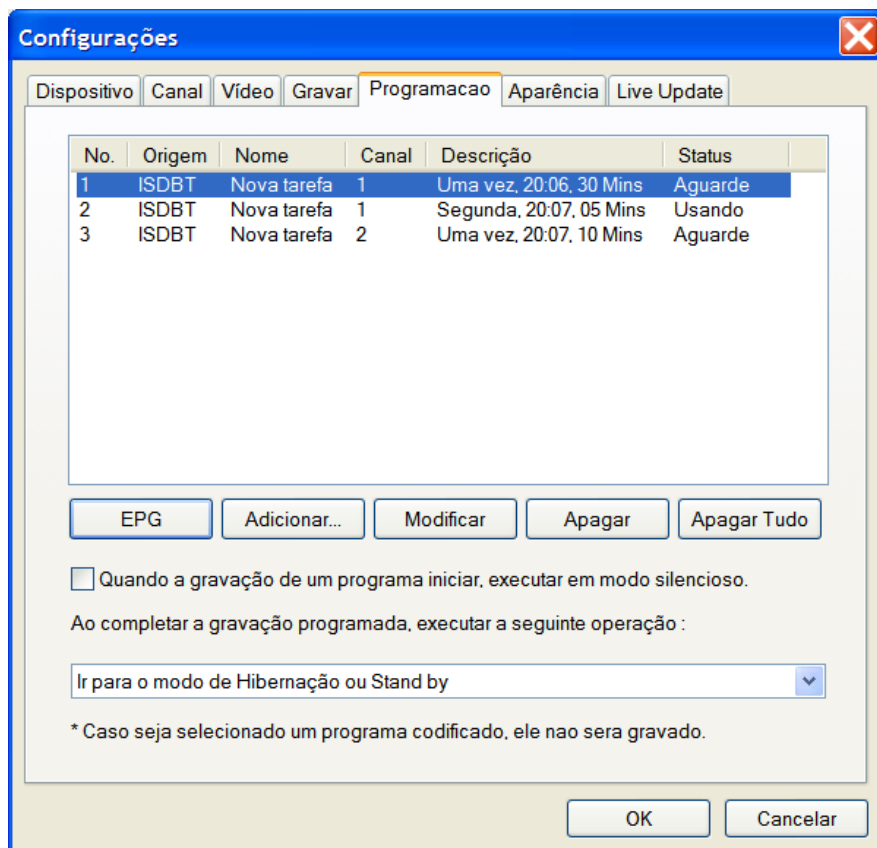 Configurações
Dispositivo Canal Vídeo Gravar Programacao Aparência Live Update
No. Origem Nome Canal Descrição Status
1 ISDBT Nova tarefa 1 Uma vez, 20:06, 30 Mins Aguarde
2 ISDBT Nova tarefa 1 Segunda, 20:07, 05 Mins Usando
3 ISDBT Nova tarefa 2 Uma vez, 20:07, 10 Mins Aguarde
EPG Adicionar... Modificar Apagar Apagar Tudo
Quando a gravação de um programa iniciar, executar em modo silencioso.
Ao completar a gravação programada, executar a seguinte operação :
Ir para o modo de Hibernação ou Stand by
* Caso seja selecionado um programa codificado, ele nao sera gravado.
OK Cancelar